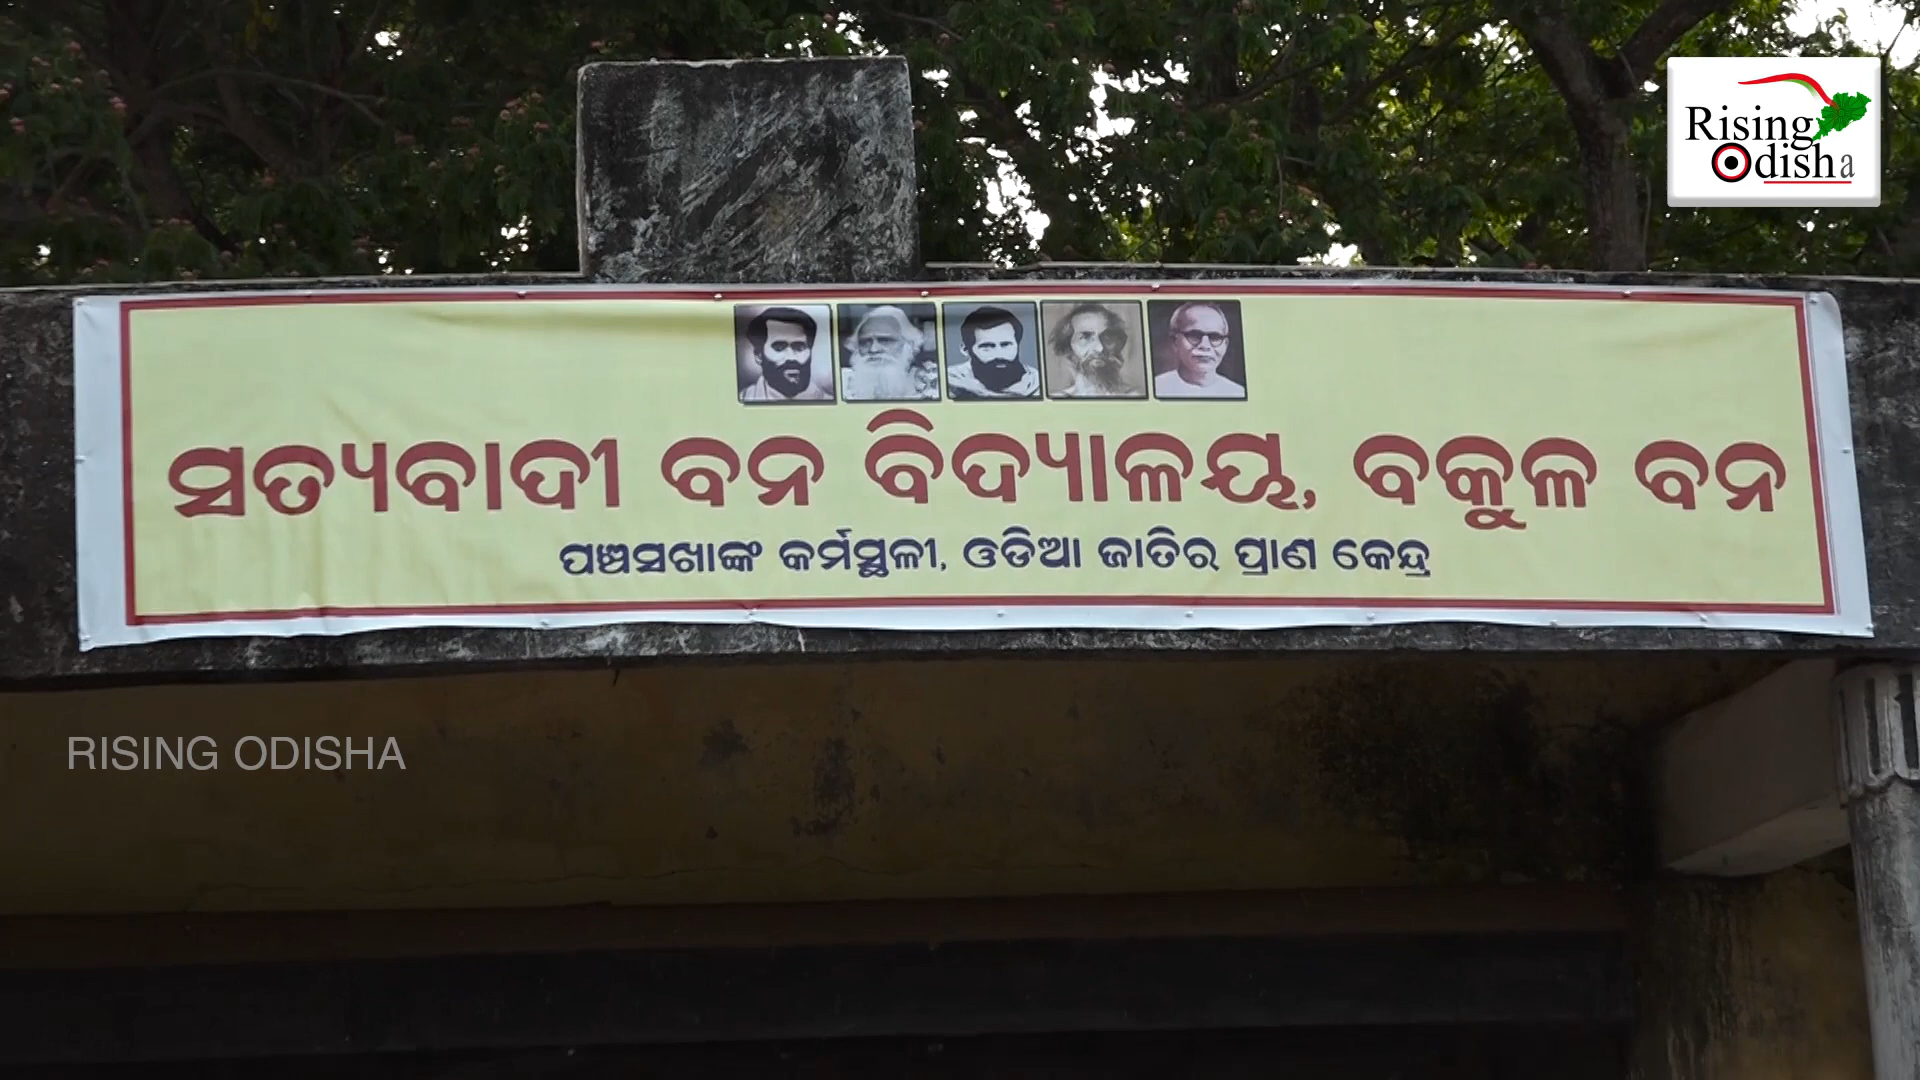 Rising
Odisha
ସତ୍ୟବାଦୀ ବନ ବିଦ୍ୟାଳୟ, ବକୁଳ ବନ
ପଞ୍ଚସଖାଙ୍କ କର୍ମସ୍ଥଳୀ, ଓଡିଆ ଜାତିର ପ୍ରାଣ କେନ୍ଦ୍ର
RISING ODISHA